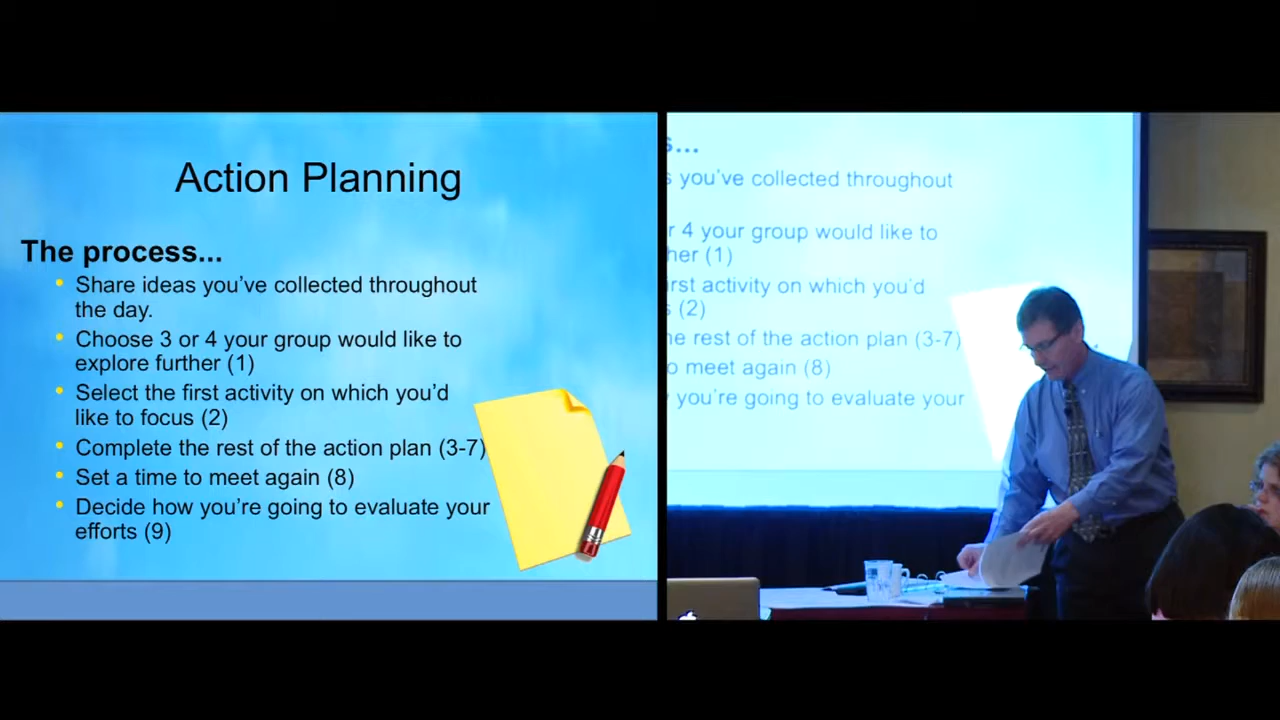 Action Planning
The process...
Share ideas you've collected throughout
the day.
Choose 3 or 4 your group would like to
explore further (1)
Select the first activity on which you'd
like to focus (2)
Complete the rest of the action plan (3-7)
Set a time to meet again (8)
Decide how you're going to evaluate your
efforts (9)
s...
s you've collected throughout
r 4 your group would like to
her (1)
irst activity on which you'd
s (2)
he rest of the action plan (3-7)
o meet again (8)
you're going to evaluate your